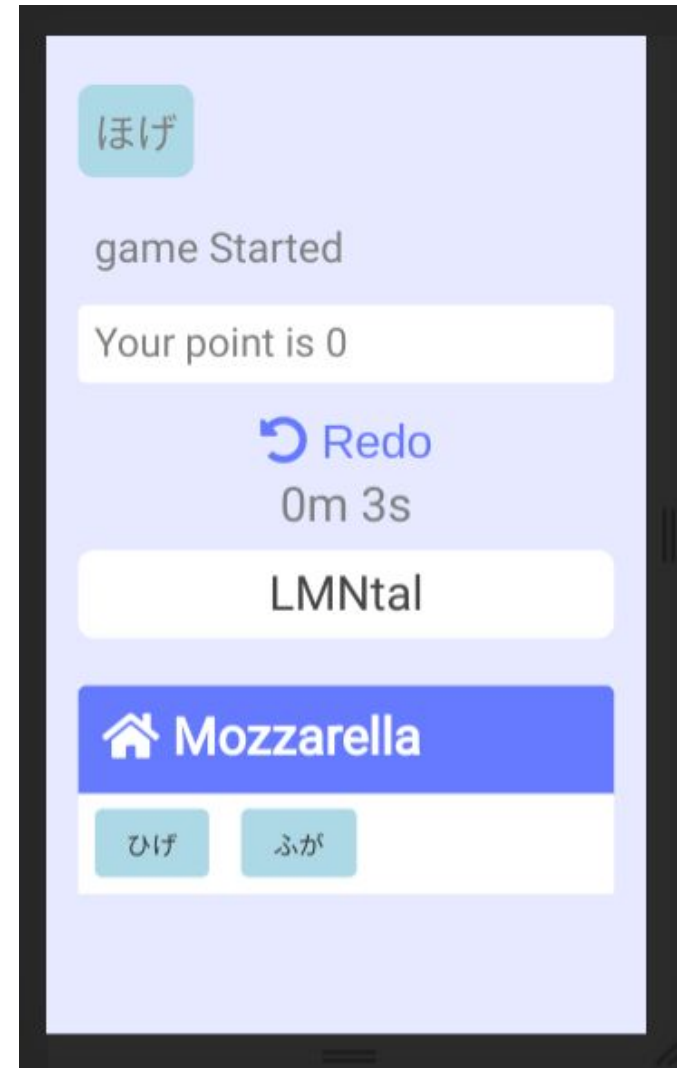 ほげ
game Started
Your point is 0
Redo
0m 3s
LMNtal
Mozzarella
ひげ ふが